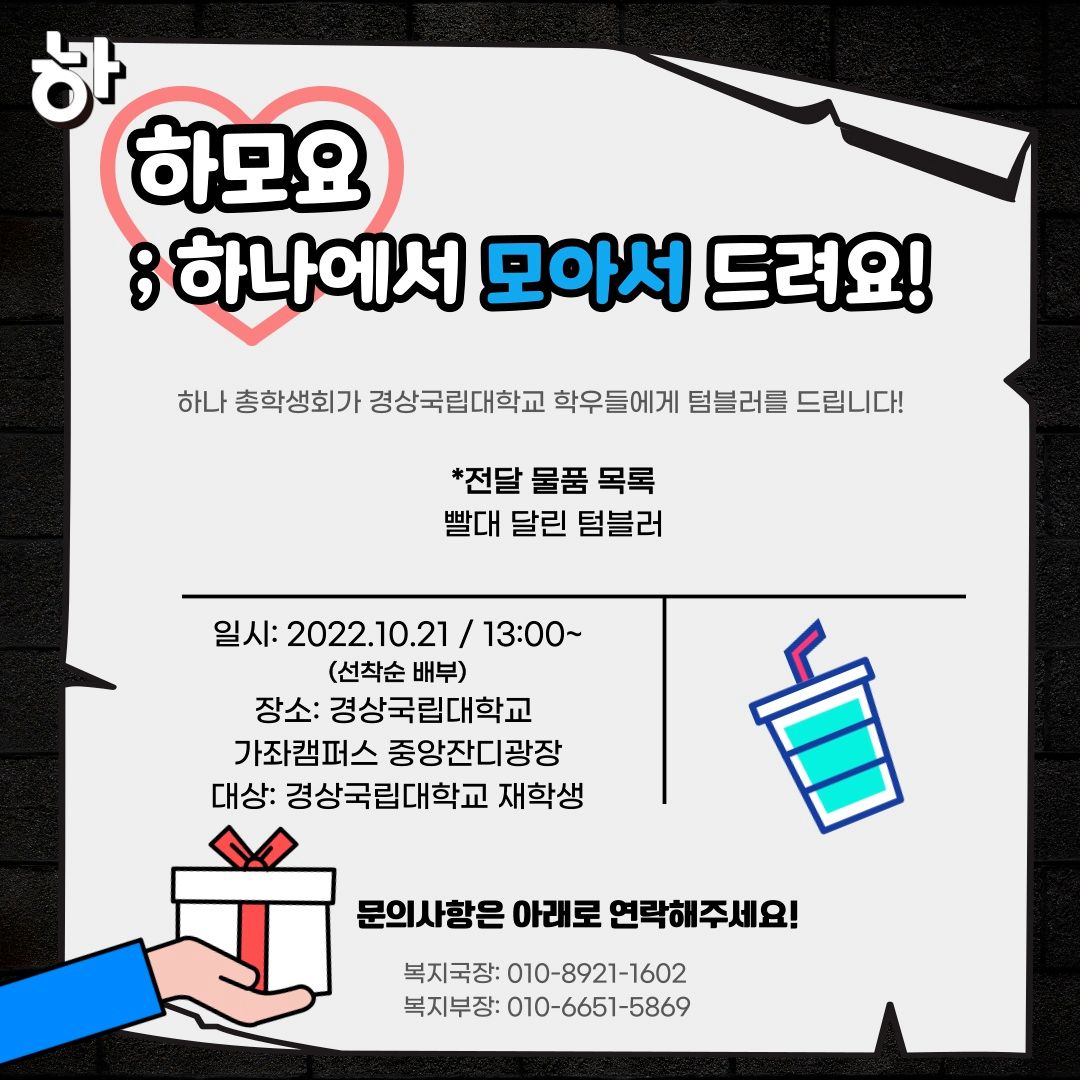 하
하모요
; 하나에서 모아서 드려요!
하나 총학생회가 경상국립대학교 학우들에게 텀블러를 드립니다!
*전달 물품 목록
빨대 달린 텀블러
일시: 2022.10.21 / 13:00~
(선착순 배부)
장소: 경상국립대학교
가좌캠퍼스 중앙잔디광장
대상: 경상국립대학교 재학생
문의사항은 아래로 연락해주세요!
복지국장: 010-8921-1602
복지부장: 010-6651-5869